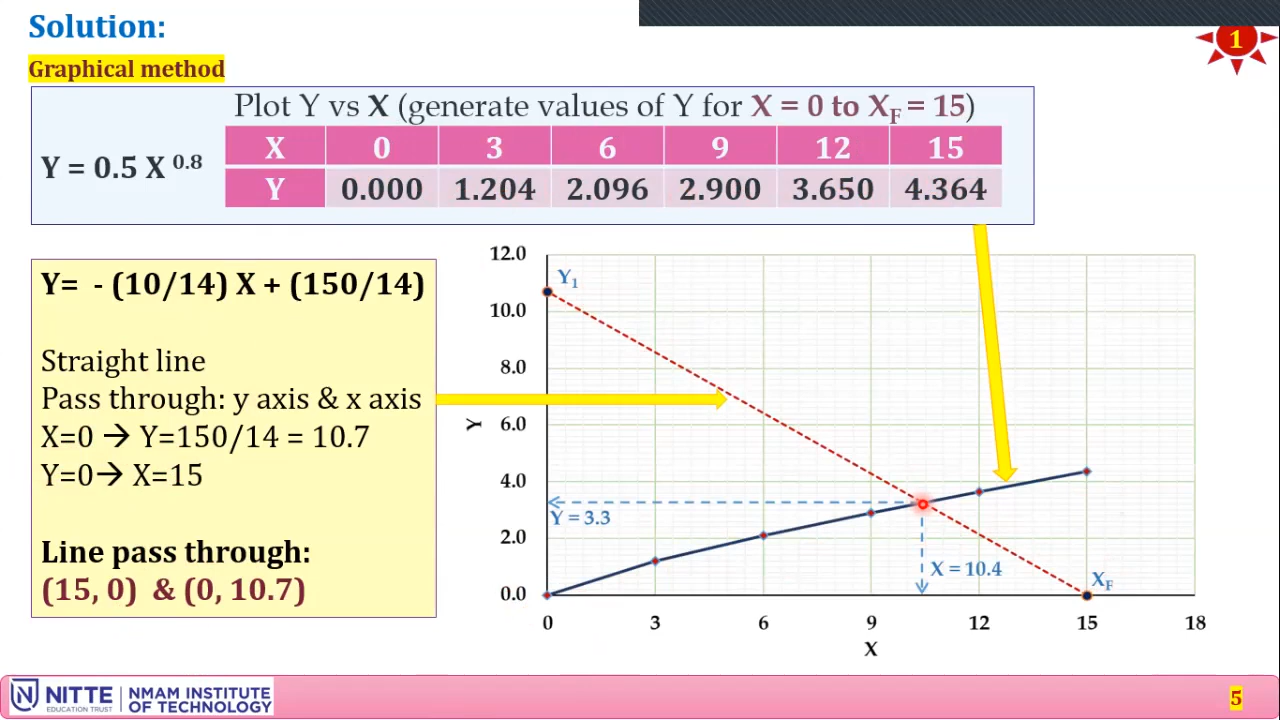 Solution:
1
Graphical method
Plot Y vs X (generate values of Y for X = 0 to X_F = 15)
Y = 0.5 X ^0.8
X 0 3 6 9 12 15
Y 0.000 1.204 2.096 2.900 3.650 4.364
Y= - (10/14) X + (150/14)
Straight line
Pass through: y axis & x axis
X=0 → Y=150/14 = 10.7
Y=0→ X=15
Line pass through:
(15, 0) & (0, 10.7)
12.0
10.0
8.0
6.0
4.0
2.0
0.0
Y
Y₁
Y = 3.3
X = 10.4
X_F
0 3 6 9 12 15 18
X
NITTE
EDUCATION TRUST
NMAM INSTITUTE
OF TECHNOLOGY
5